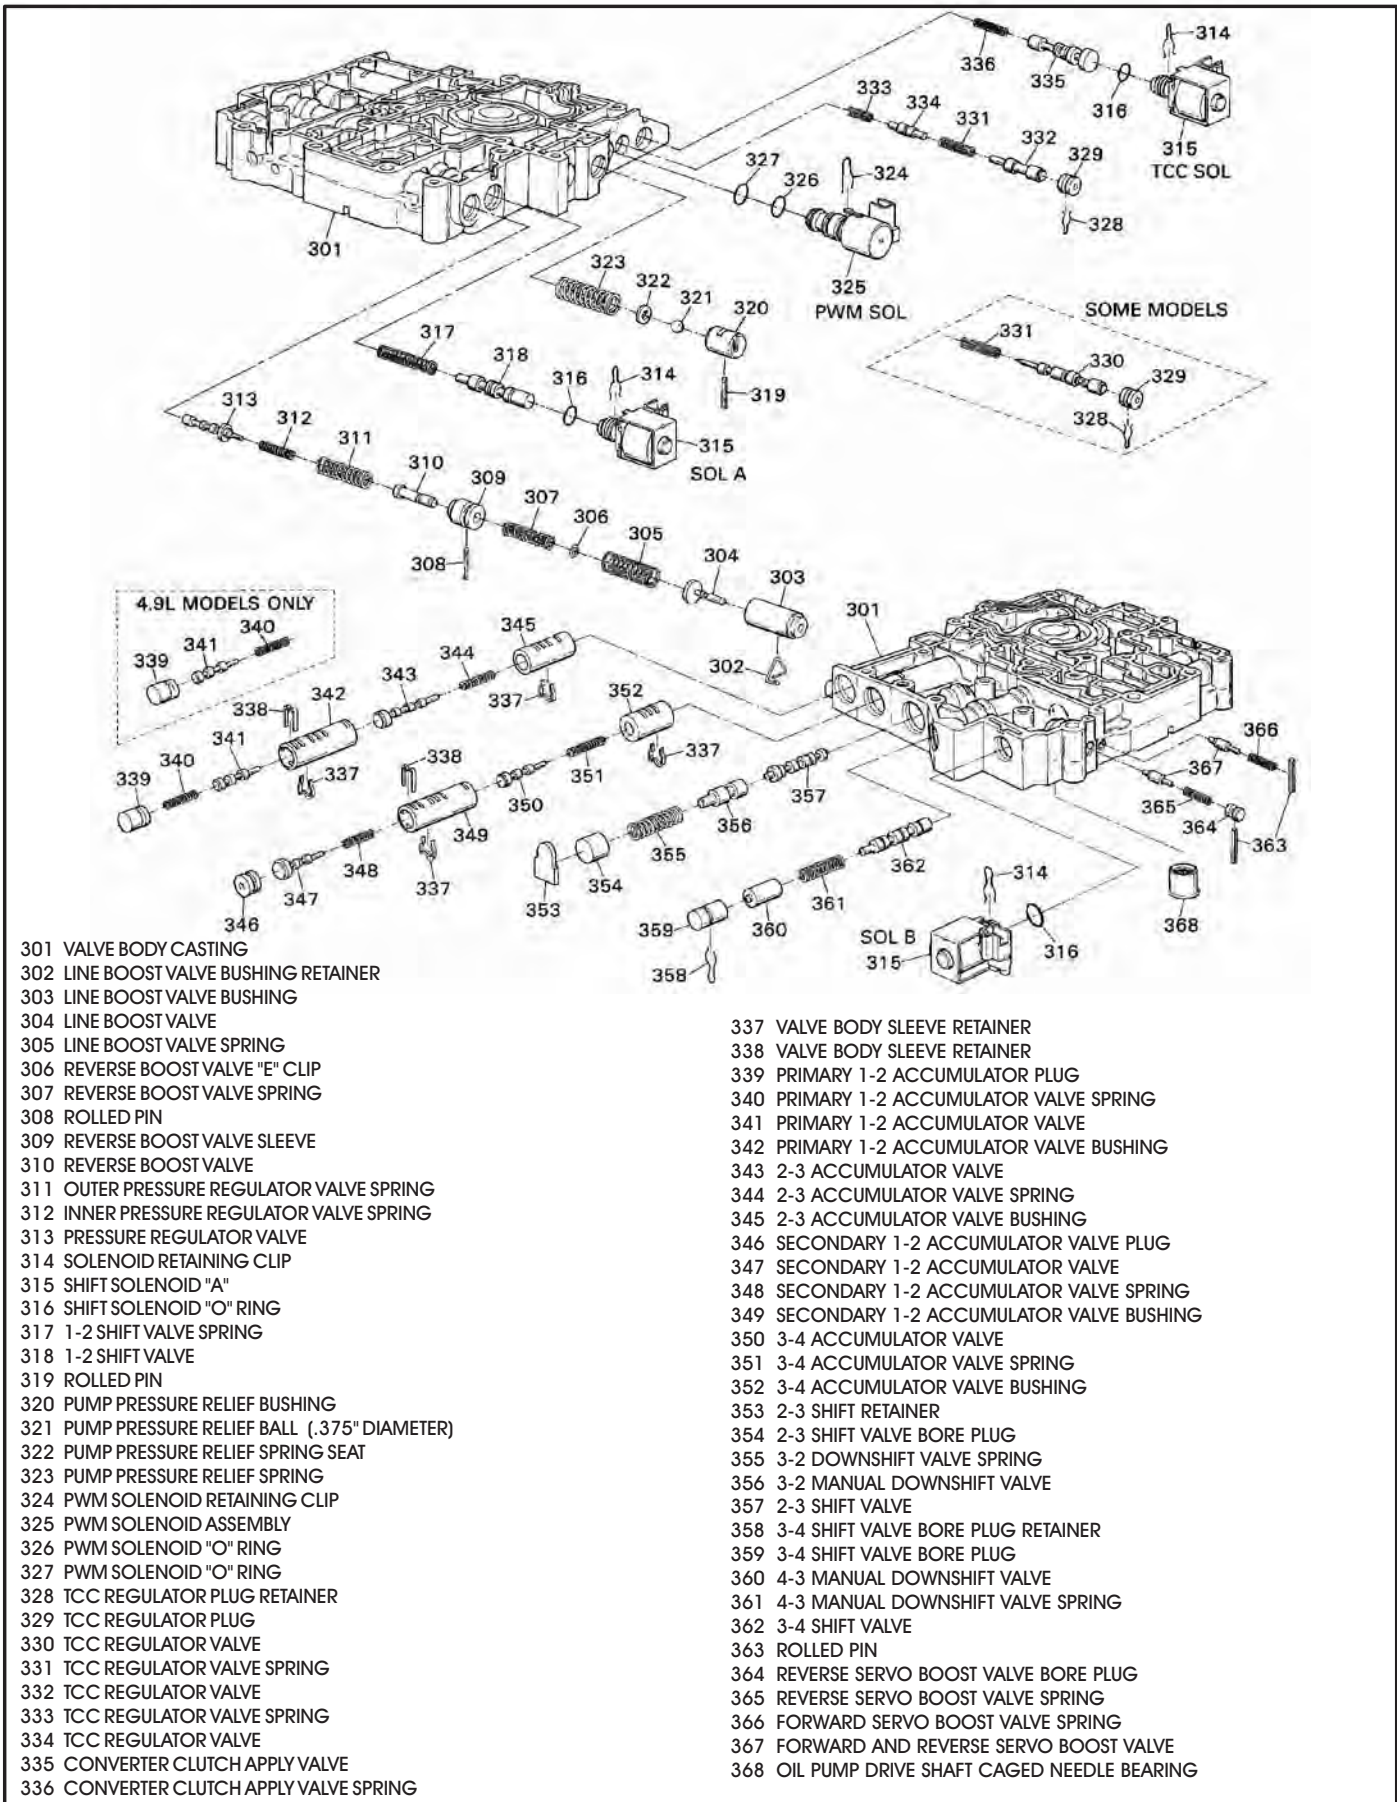 336
335
314
316
315
TCC SOL
333
334
331
332
329
328
327
326
324
325
PWM SOL
301
323
322
321
320
319
SOME MODELS
331
330
329
328
317
318
316
314
315
SOL A
313
312
311
310
309
308
307
306
305
304
303
302
301
4.9L MODELS ONLY
340
341
339
345
344
343
342
338
337
341
340
339
352
337
351
338
350
349
337
348
347
346
357
356
355
354
353
362
361
360
359
358
366
367
365
364
363
368
314
SOL B
315
316
301 VALVE BODY CASTING
302 LINE BOOST VALVE BUSHING RETAINER
303 LINE BOOST VALVE BUSHING
304 LINE BOOST VALVE
305 LINE BOOST VALVE SPRING
306 REVERSE BOOST VALVE "E" CLIP
307 REVERSE BOOST VALVE SPRING
308 ROLLED PIN
309 REVERSE BOOST VALVE SLEEVE
310 REVERSE BOOST VALVE
311 OUTER PRESSURE REGULATOR VALVE SPRING
312 INNER PRESSURE REGULATOR VALVE SPRING
313 PRESSURE REGULATOR VALVE
314 SOLENOID RETAINING CLIP
315 SHIFT SOLENOID "A"
316 SHIFT SOLENOID "O" RING
317 1-2 SHIFT VALVE SPRING
318 1-2 SHIFT VALVE
319 ROLLED PIN
320 PUMP PRESSURE RELIEF BUSHING
321 PUMP PRESSURE RELIEF BALL (.375" DIAMETER)
322 PUMP PRESSURE RELIEF SPRING SEAT
323 PUMP PRESSURE RELIEF SPRING
324 PWM SOLENOID RETAINING CLIP
325 PWM SOLENOID ASSEMBLY
326 PWM SOLENOID "O" RING
327 PWM SOLENOID "O" RING
328 TCC REGULATOR PLUG RETAINER
329 TCC REGULATOR PLUG
330 TCC REGULATOR VALVE
331 TCC REGULATOR VALVE SPRING
332 TCC REGULATOR VALVE
333 TCC REGULATOR VALVE SPRING
334 TCC REGULATOR VALVE
335 CONVERTER CLUTCH APPLY VALVE
336 CONVERTER CLUTCH APPLY VALVE SPRING
337 VALVE BODY SLEEVE RETAINER
338 VALVE BODY SLEEVE RETAINER
339 PRIMARY 1-2 ACCUMULATOR PLUG
340 PRIMARY 1-2 ACCUMULATOR VALVE SPRING
341 PRIMARY 1-2 ACCUMULATOR VALVE
342 PRIMARY 1-2 ACCUMULATOR VALVE BUSHING
343 2-3 ACCUMULATOR VALVE
344 2-3 ACCUMULATOR VALVE SPRING
345 2-3 ACCUMULATOR VALVE BUSHING
346 SECONDARY 1-2 ACCUMULATOR VALVE PLUG
347 SECONDARY 1-2 ACCUMULATOR VALVE
348 SECONDARY 1-2 ACCUMULATOR VALVE SPRING
349 SECONDARY 1-2 ACCUMULATOR VALVE BUSHING
350 3-4 ACCUMULATOR VALVE
351 3-4 ACCUMULATOR VALVE SPRING
352 3-4 ACCUMULATOR VALVE BUSHING
353 2-3 SHIFT RETAINER
354 2-3 SHIFT VALVE BORE PLUG
355 3-2 DOWNSHIFT VALVE SPRING
356 3-2 MANUAL DOWNSHIFT VALVE
357 2-3 SHIFT VALVE
358 3-4 SHIFT VALVE BORE PLUG RETAINER
359 3-4 SHIFT VALVE BORE PLUG
360 4-3 MANUAL DOWNSHIFT VALVE
361 4-3 MANUAL DOWNSHIFT VALVE SPRING
362 3-4 SHIFT VALVE
363 ROLLED PIN
364 REVERSE SERVO BOOST VALVE BORE PLUG
365 REVERSE SERVO BOOST VALVE SPRING
366 FORWARD SERVO BOOST VALVE SPRING
367 FORWARD AND REVERSE SERVO BOOST VALVE
368 OIL PUMP DRIVE SHAFT CAGED NEEDLE BEARING